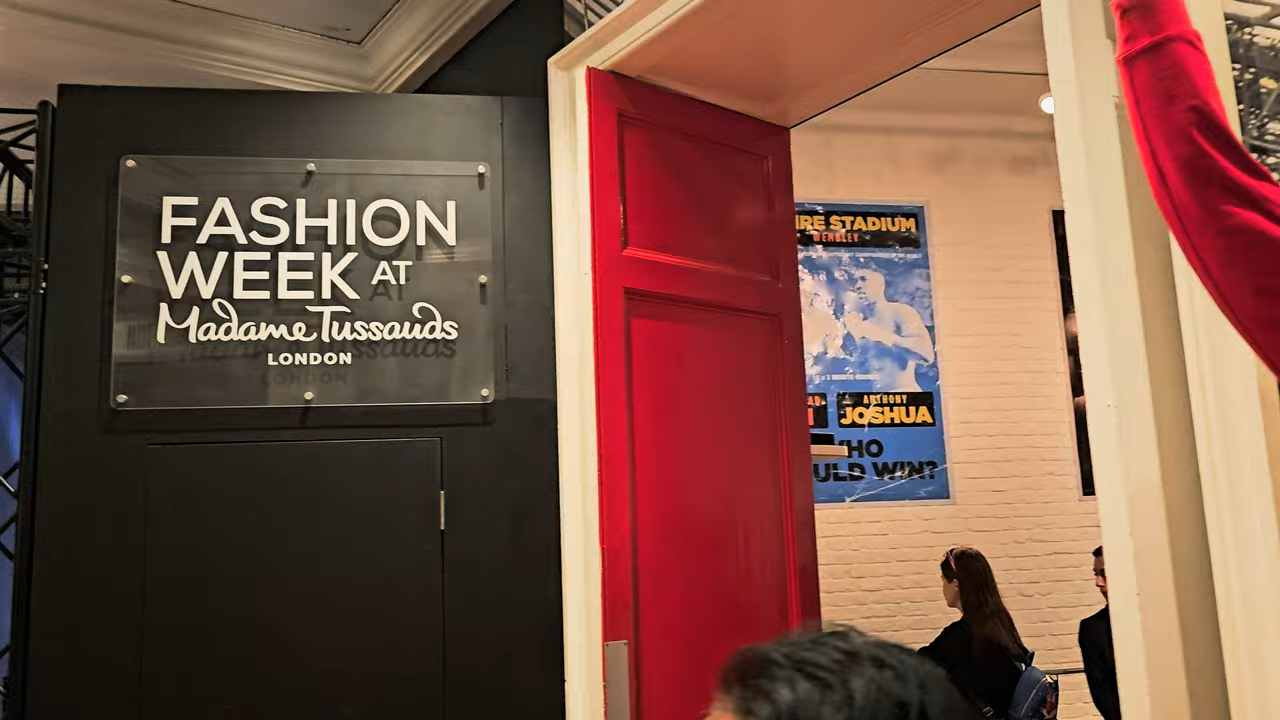 FASHION
WEEK AT
Madame Tussauds
LONDON
IRE STADIUM
WEMBLEY
ANTHONY
JOSHUA
HO
ULD WIN?